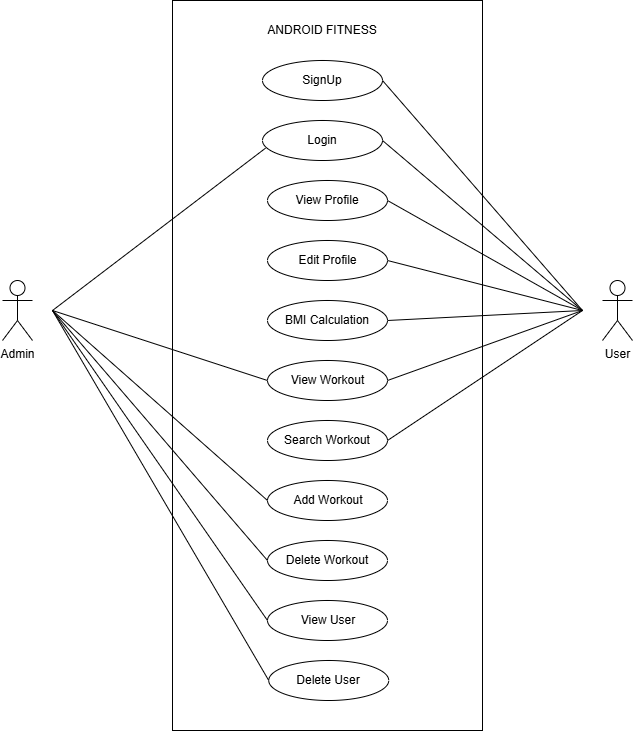 ANDROID FITNESS
SignUp
Login
View Profile
Edit Profile
BMI Calculation
Admin
User
View Workout
Search Workout
Add Workout
Delete Workout
View User
Delete User